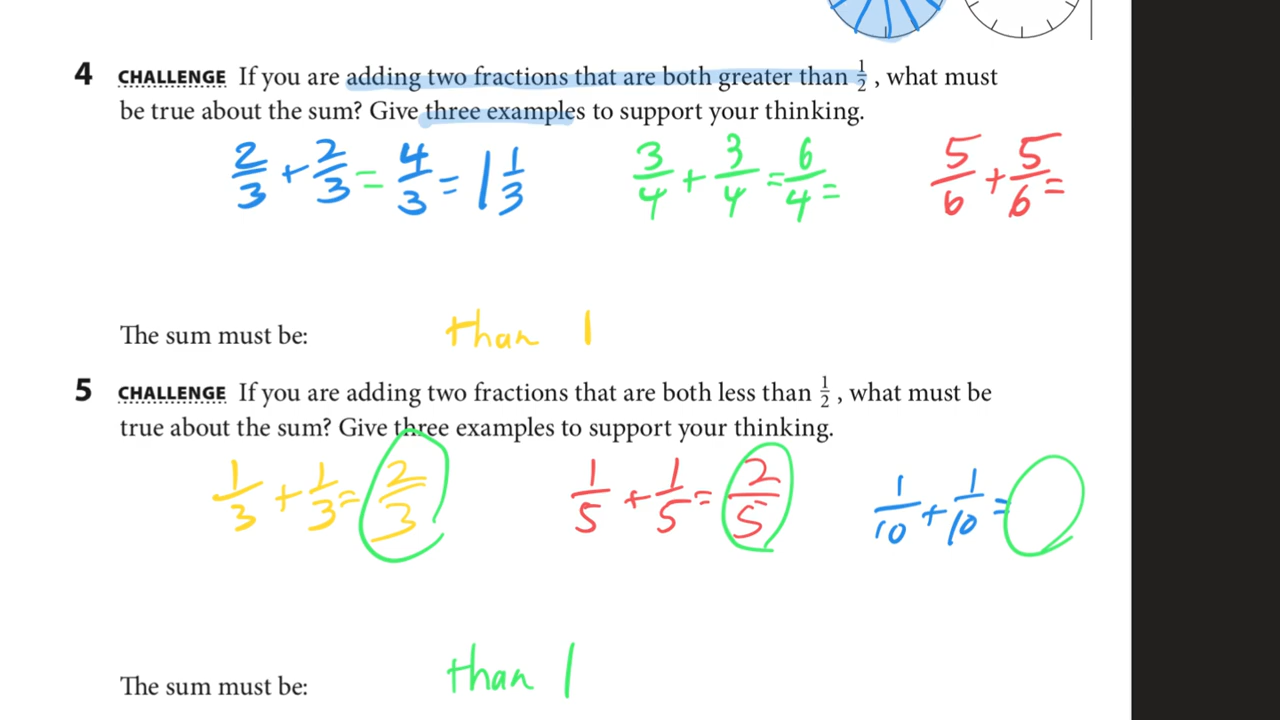 4 CHALLENGE If you are adding two fractions that are both greater than 1/2, what must
be true about the sum? Give three examples to support your thinking.
2/3 + 2/3 = 4/3 = 1 1/3 3/4 + 3/4 = 6/4 = 5/6 + 5/6 =
The sum must be: than 1
5 CHALLENGE If you are adding two fractions that are both less than 1/2, what must be
true about the sum? Give three examples to support your thinking.
1/3 + 1/3 = 2/3 1/5 + 1/5 = 2/5 1/10 + 1/10 =
The sum must be: than 1